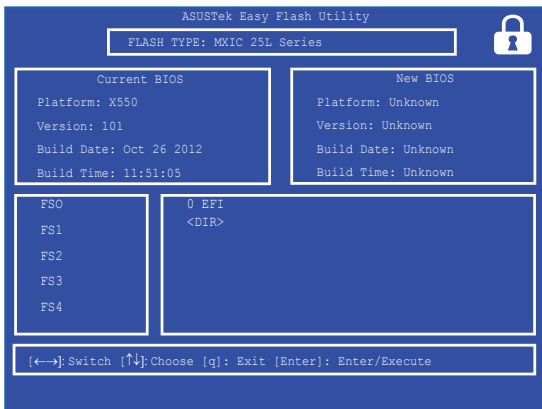 ASUSTek Easy Flash Utility
FLASH TYPE: MXIC 25L Series
Current BIOS
Platform: X550
Version: 101
Build Date: Oct 26 2012
Build Time: 11:51:05
New BIOS
Platform: Unknown
Version: Unknown
Build Date: Unknown
Build Time: Unknown
FSO
FS1
FS2
FS3
FS4
0 EFI
<DIR>
[←→]: Switch [↑↓]: Choose [q]: Exit [Enter]: Enter/Execute